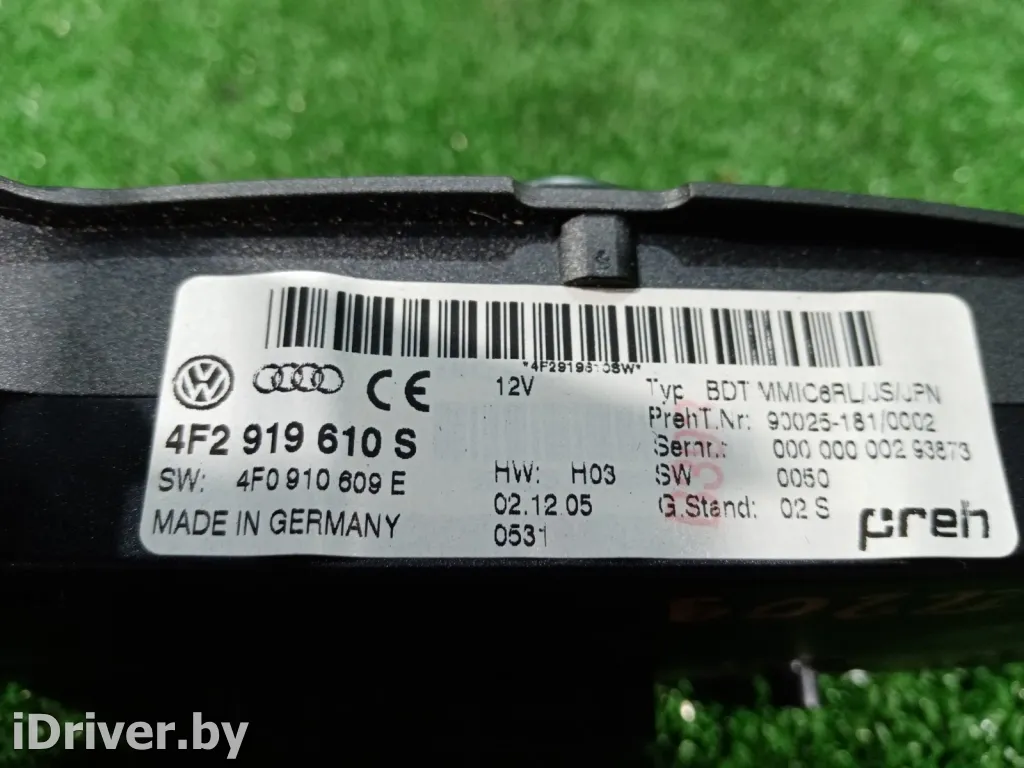 *4F2919610SW*
CE 12V Typ BDT MMIC6RL/US/JPN
4F2 919 610 S PrehT.Nr: 90025-181/0002
Sernr.: 000 000 002 93873
SW: 4F0 910 609 E HW: H03 SW 0050
02.12.05 G.Stand: 02 S
MADE IN GERMANY 0531 preh
iDriver.by